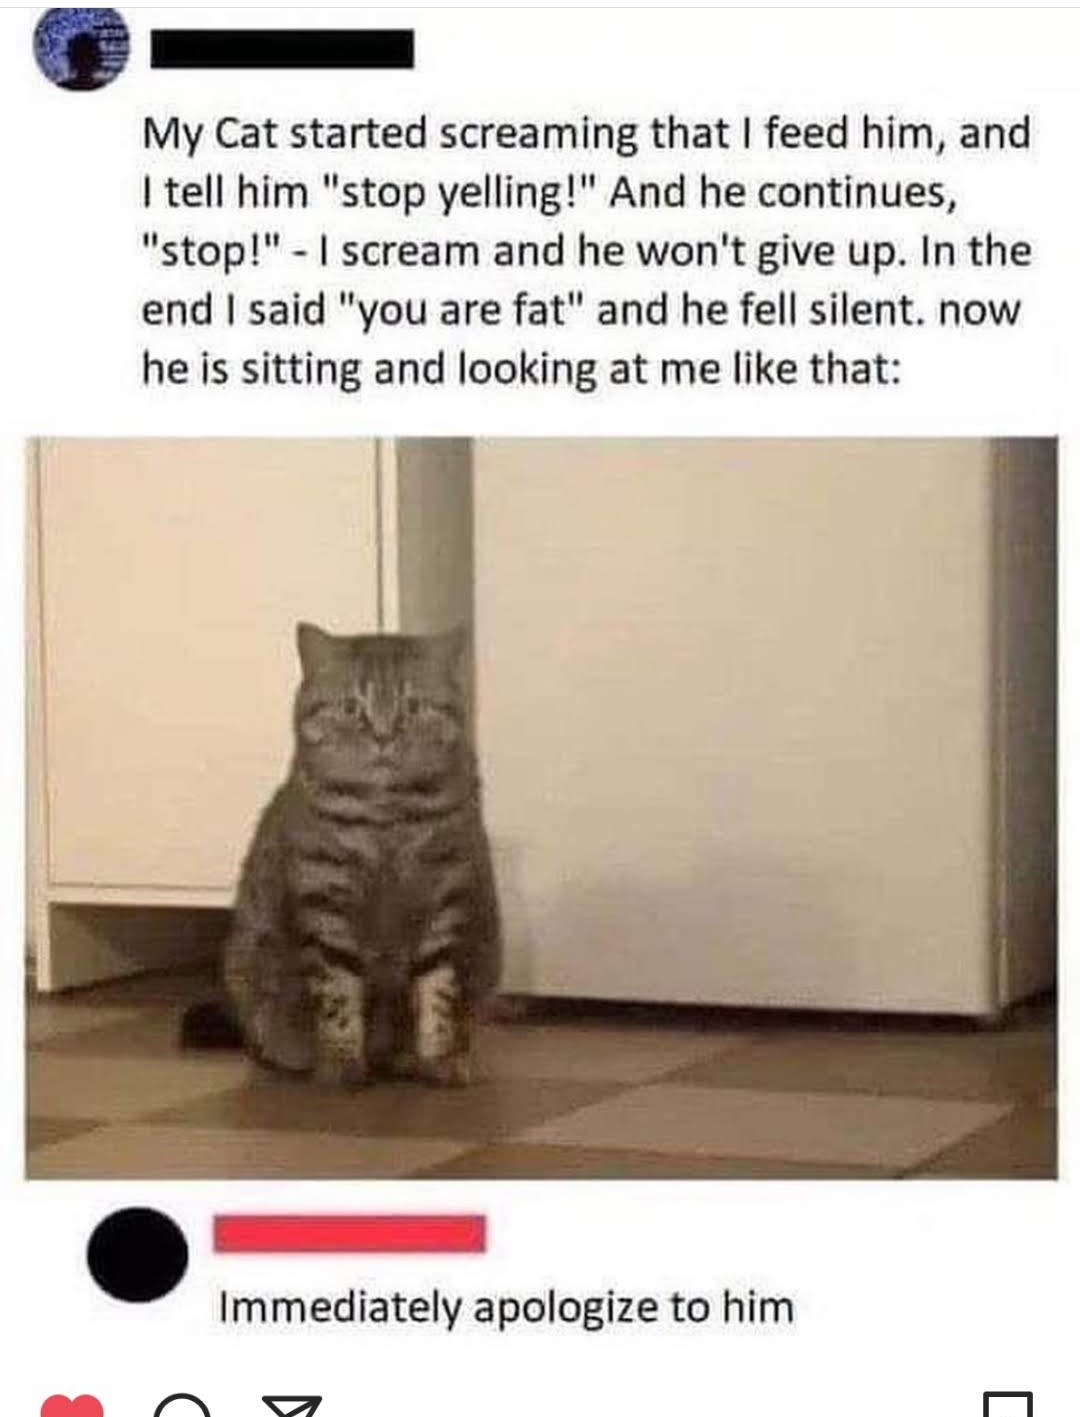 My Cat started screaming that I feed him, and
I tell him "stop yelling!" And he continues,
"stop!" - I scream and he won't give up. In the
end I said "you are fat" and he fell silent. now
he is sitting and looking at me like that:
Immediately apologize to him